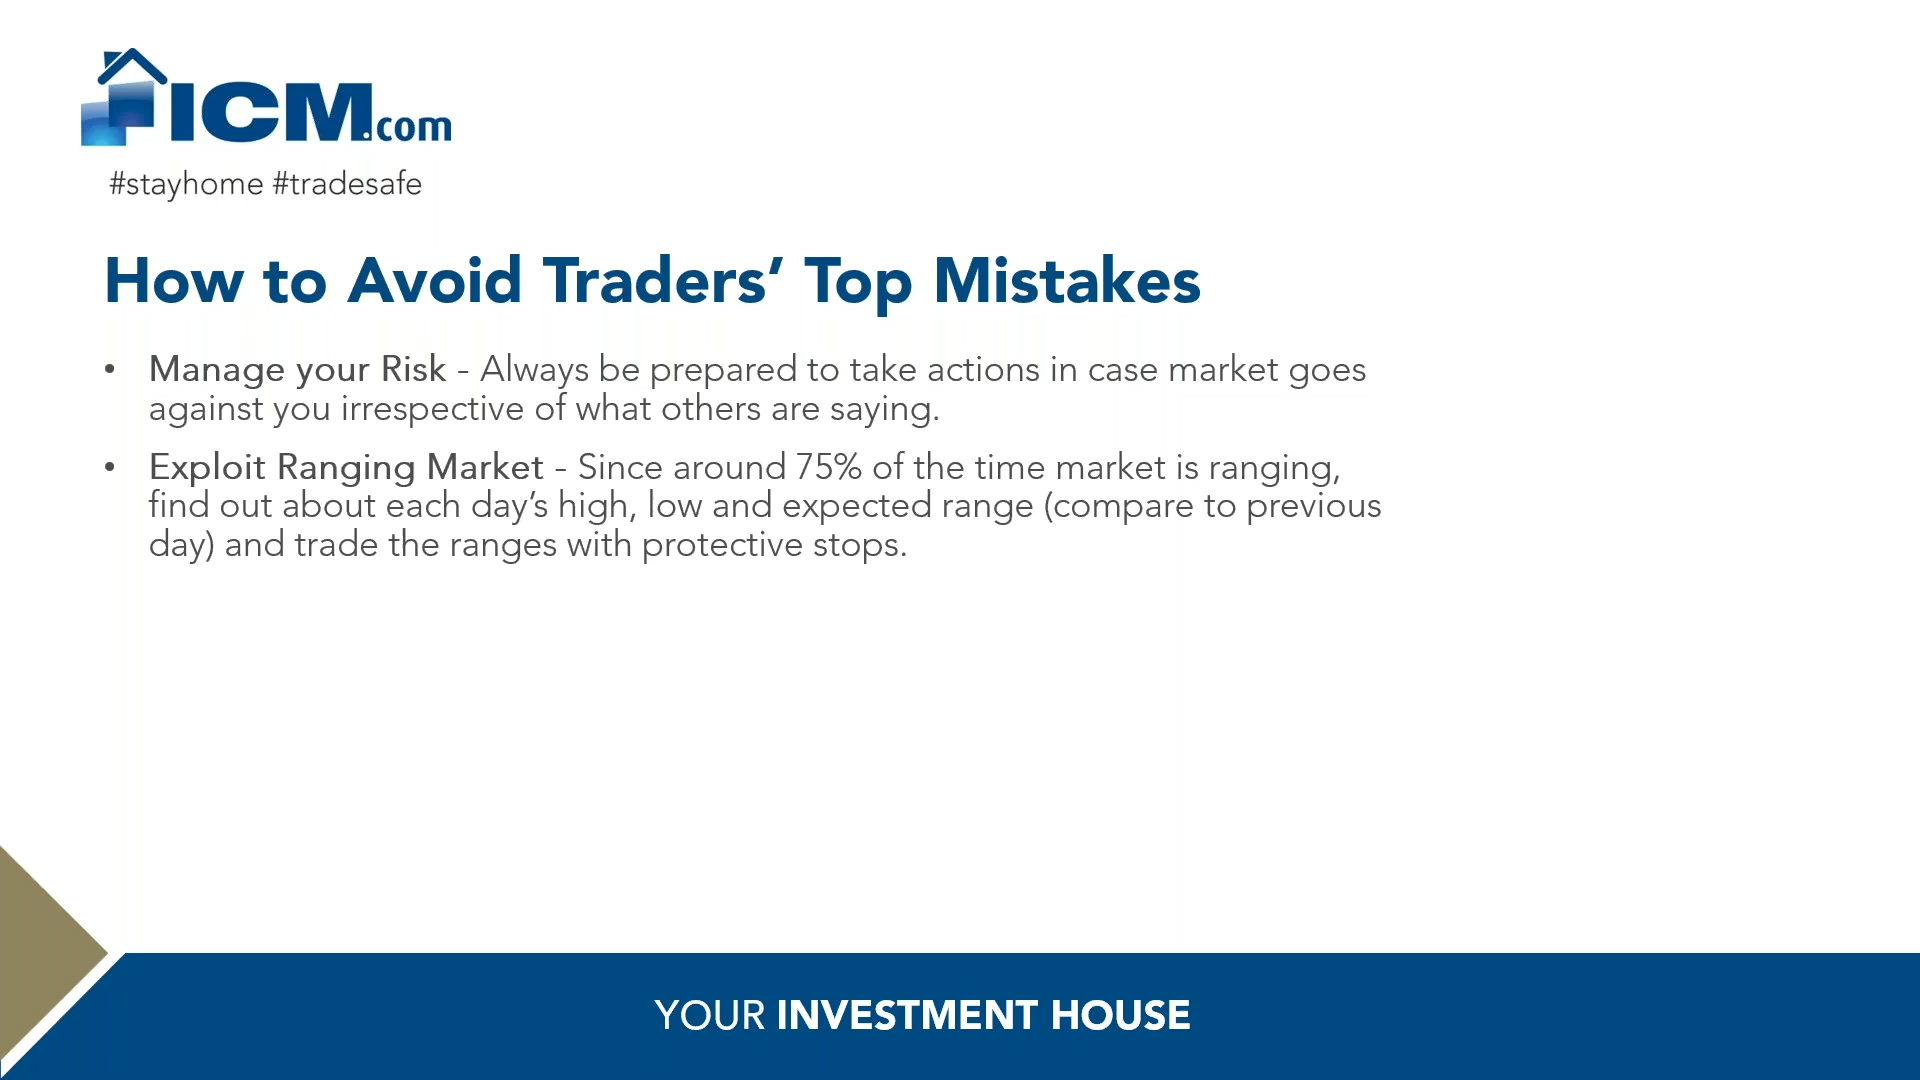 ICM.com
#stayhome #tradesafe
How to Avoid Traders’ Top Mistakes
• Manage your Risk - Always be prepared to take actions in case market goes
against you irrespective of what others are saying.
• Exploit Ranging Market - Since around 75% of the time market is ranging,
find out about each day’s high, low and expected range (compare to previous
day) and trade the ranges with protective stops.
YOUR INVESTMENT HOUSE